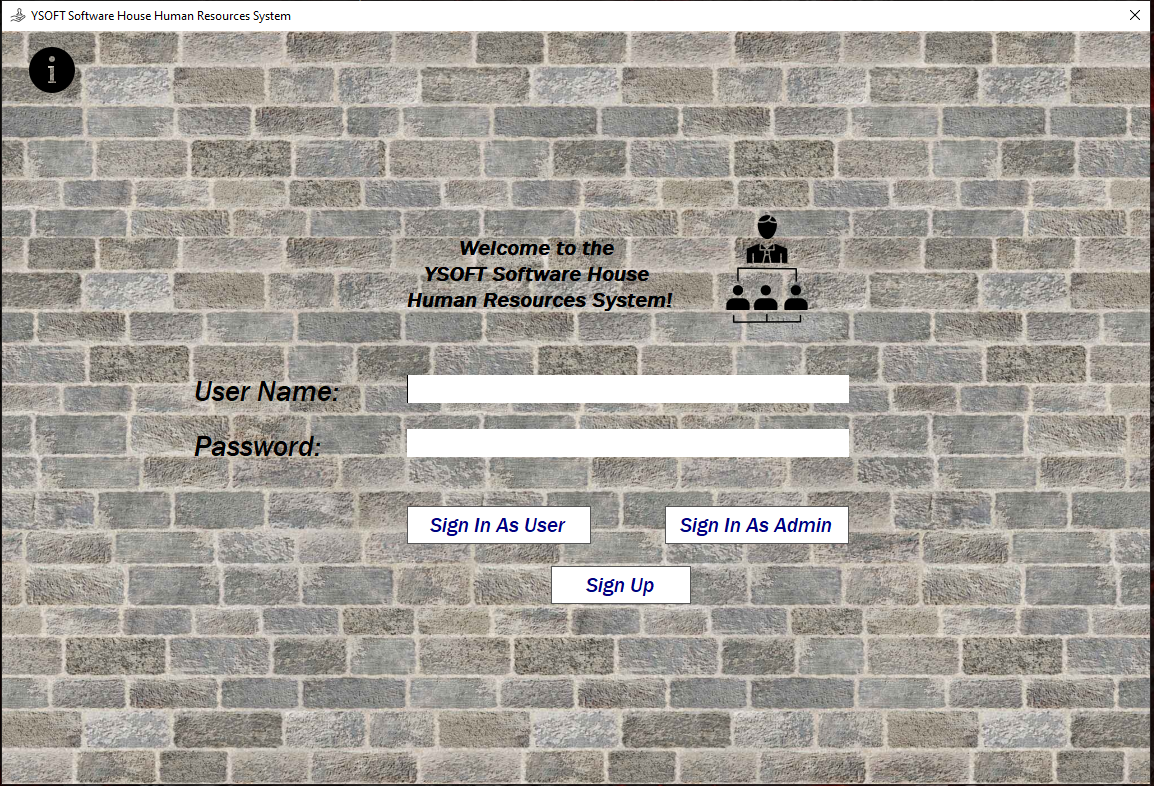 YSOFT Software House Human Resources System
i
Welcome to the
YSOFT Software House
Human Resources System!
User Name:
Password:
Sign In As User
Sign In As Admin
Sign Up